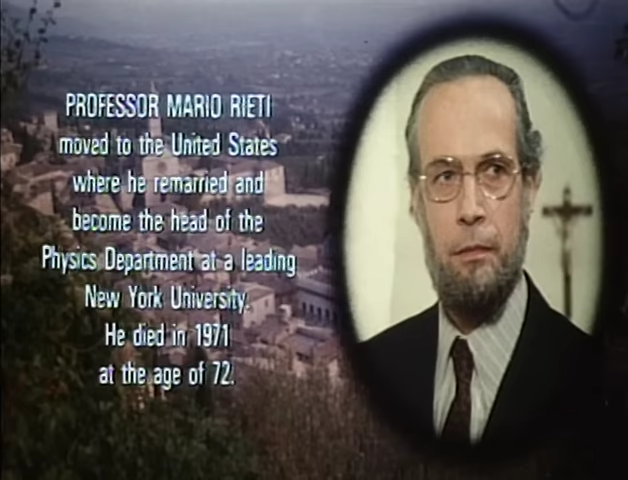 PROFESSOR MARIO RIETI
moved to the United States
where he remarried and
become the head of the
Physics Department at a leading
New York University.
He died in 1971
at the age of 72.